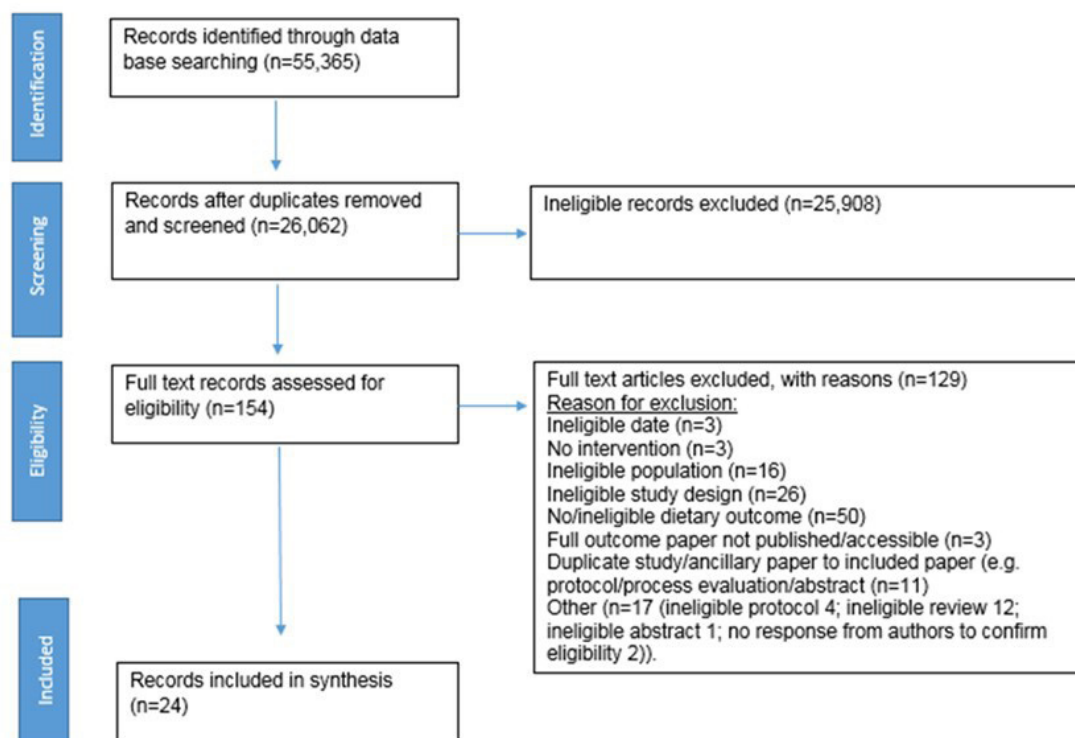 Identification
Records identified through data
base searching (n=55,365)
Screening
Records after duplicates removed
and screened (n=26,062)
Ineligible records excluded (n=25,908)
Eligibility
Full text records assessed for
eligibility (n=154)
Full text articles excluded, with reasons (n=129)
Reason for exclusion:
Ineligible date (n=3)
No intervention (n=3)
Ineligible population (n=16)
Ineligible study design (n=26)
No/ineligible dietary outcome (n=50)
Full outcome paper not published/accessible (n=3)
Duplicate study/ancillary paper to included paper (e.g.
protocol/process evaluation/abstract (n=11)
Other (n=17 (ineligible protocol 4; ineligible review 12;
ineligible abstract 1; no response from authors to confirm
eligibility 2)).
Included
Records included in synthesis
(n=24)